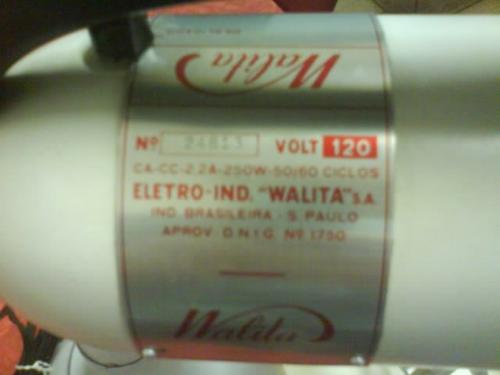 Walita
Nº 24813 VOLT 120
CA-CC-2,2A-250W-50/60 CICLOS
ELETRO-IND. "WALITA" S.A.
IND. BRASILEIRA - S. PAULO
APROV. D.N.I.G. Nº 1750
Walita